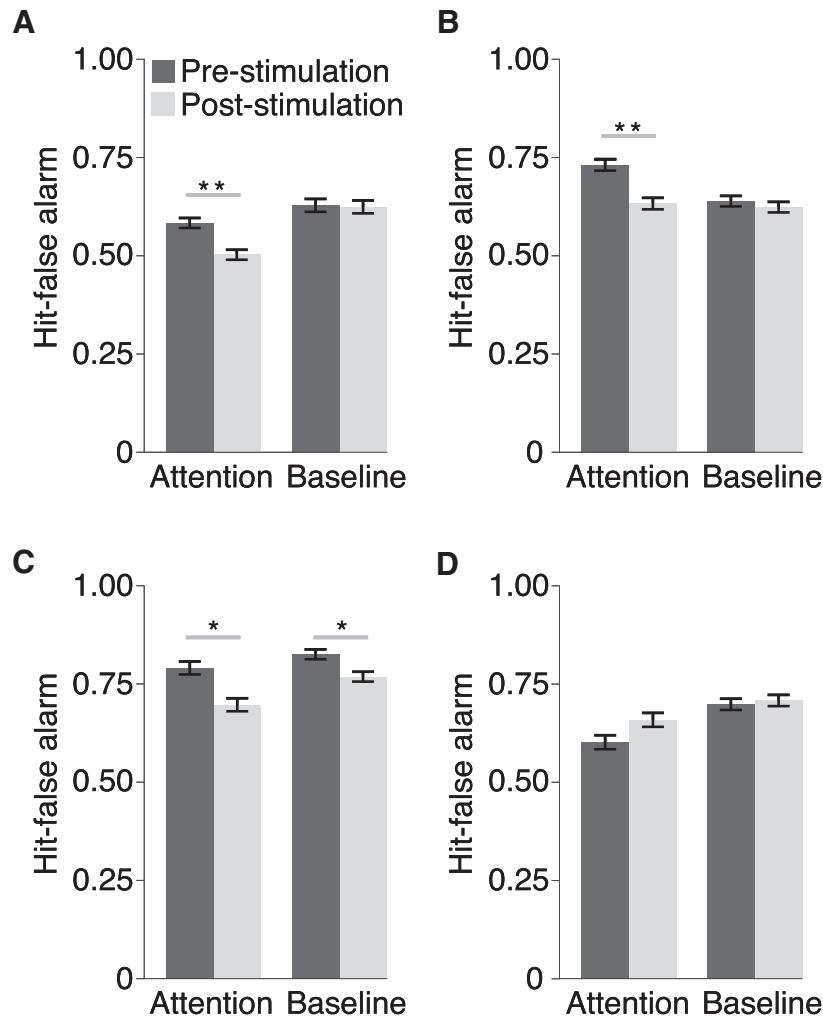 A
Hit-false alarm
1.00
0.75
0.50
0.25
0
Pre-stimulation
Post-stimulation
**
Attention Baseline
B
Hit-false alarm
1.00
0.75
0.50
0.25
0
**
Attention Baseline
C
Hit-false alarm
1.00
0.75
0.50
0.25
0
* *
Attention Baseline
D
Hit-false alarm
1.00
0.75
0.50
0.25
0
Attention Baseline